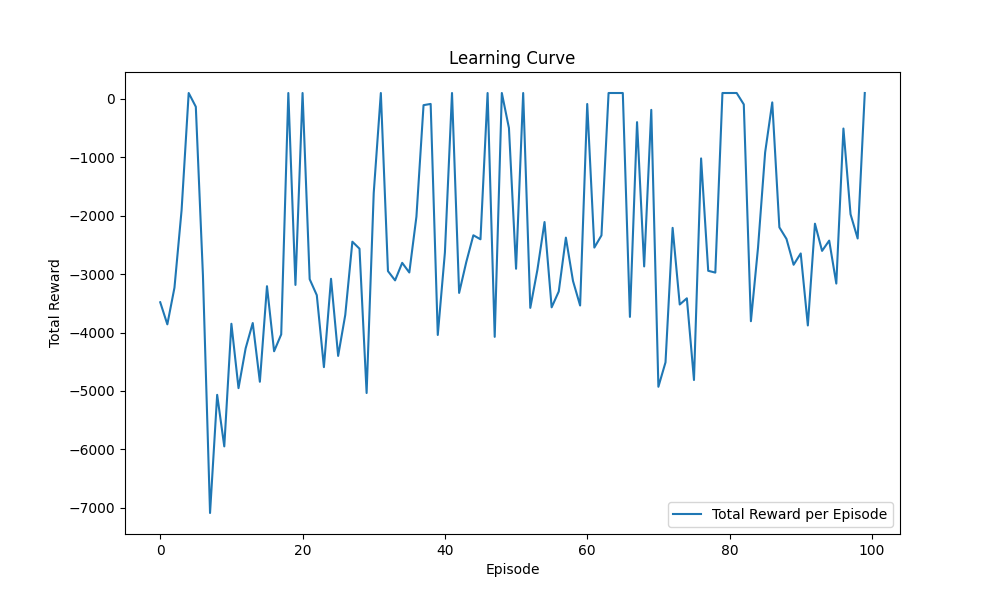 Learning Curve
Total Reward
0
−1000
−2000
−3000
−4000
−5000
−6000
−7000
Total Reward per Episode
0 20 40 60 80 100
Episode